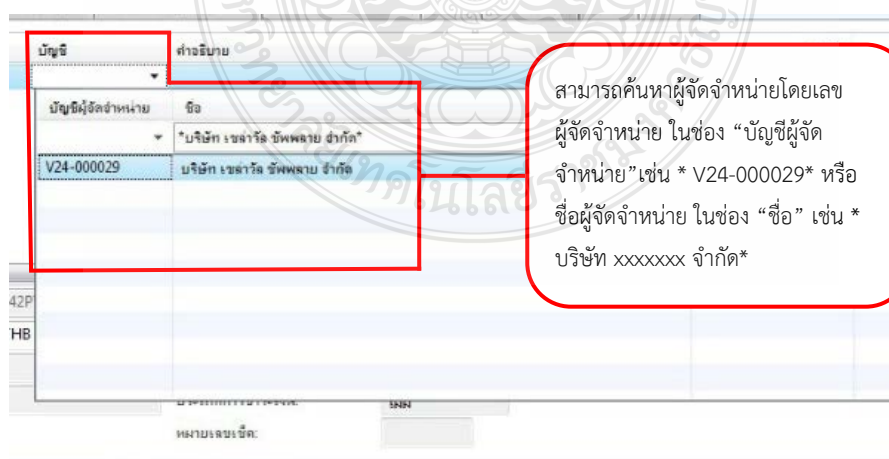 บัญชี คำอธิบาย
บัญชีผู้จัดจำหน่าย ชื่อ
*บริษัท เชล่าวัล ซัพพลาย จำกัด*
V24-000029 บริษัท เชล่าวัล ซัพพลาย จำกัด
สามารถค้นหาผู้จัดจำหน่ายโดยเลข
ผู้จัดจำหน่าย ในช่อง “บัญชีผู้จัด
จำหน่าย”เช่น * V24-000029* หรือ
ชื่อผู้จัดจำหน่าย ในช่อง “ชื่อ” เช่น *
บริษัท xxxxxxx จำกัด*
42P
THB
หมายเลขเช็ค: